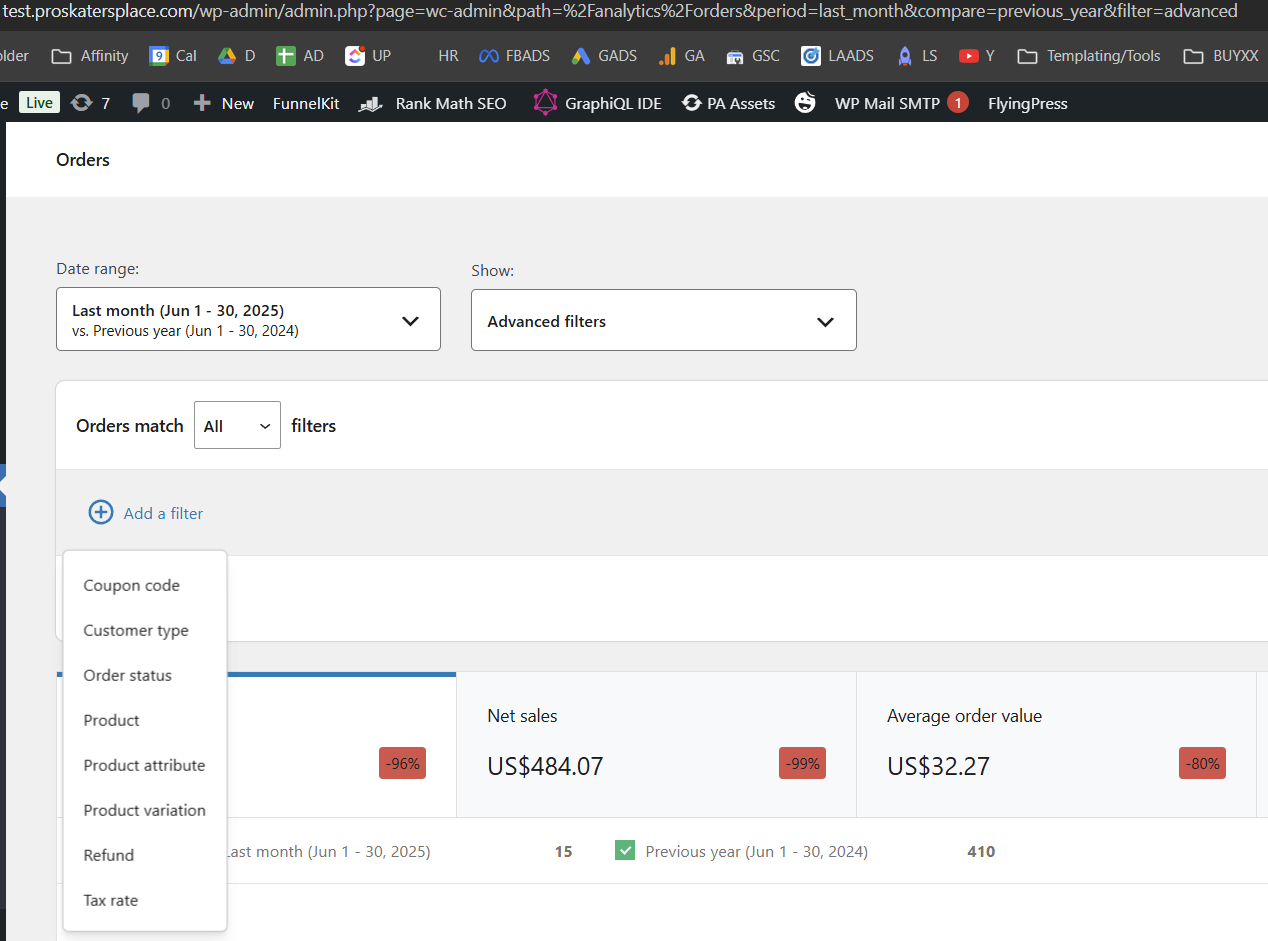 test.proskatersplace.com/wp-admin/admin.php?page=wc-admin&path=%2Fanalytics%2Forders&period=last_month&compare=previous_year&filter=advanced
older Affinity 9 Cal D AD UP HR FBADS GADS GA GSC LAADS LS Y Templating/Tools BUYXX
e Live 7 0 New FunnelKit Rank Math SEO GraphiQL IDE PA Assets WP Mail SMTP 1 FlyingPress
Orders
Date range:
Show:
Last month (Jun 1 - 30, 2025)
vs. Previous year (Jun 1 - 30, 2024)
Advanced filters
Orders match All filters
Add a filter
Coupon code
Customer type
Order status
Product
Product attribute
Product variation
Refund
Tax rate
-96%
Net sales
US$484.07 -99%
Average order value
US$32.27 -80%
Last month (Jun 1 - 30, 2025) 15
Previous year (Jun 1 - 30, 2024) 410